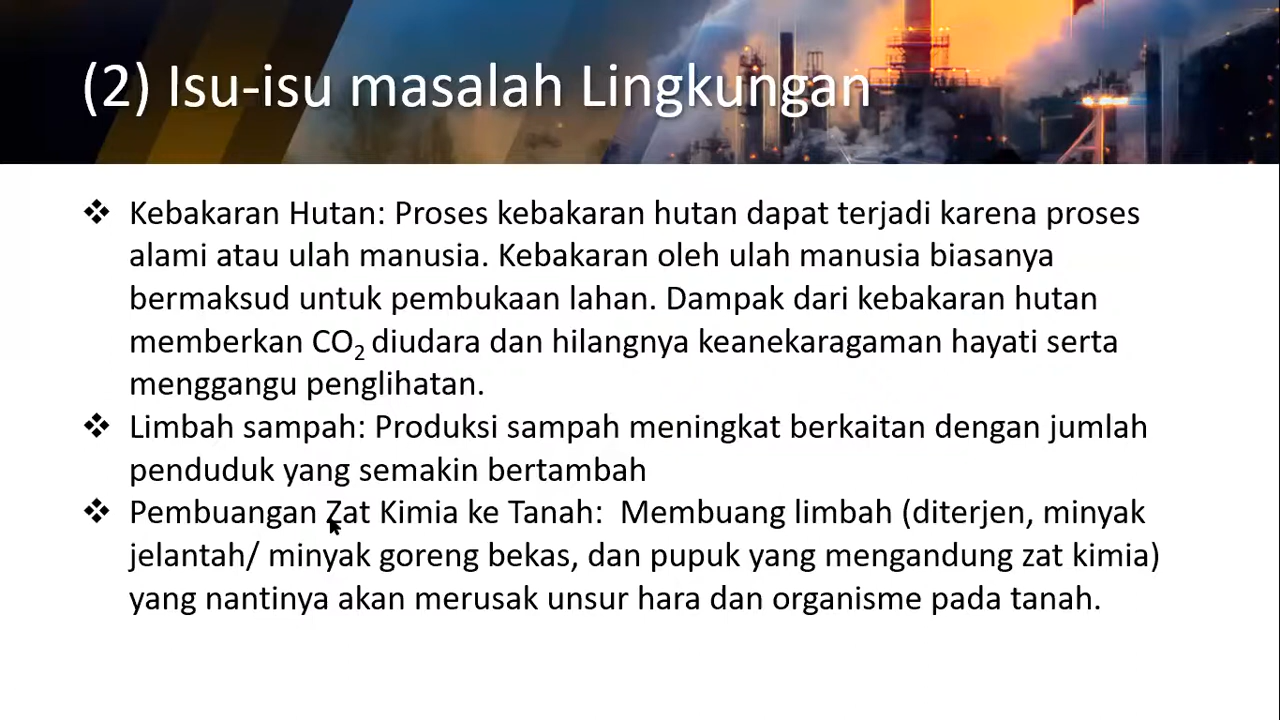 (2) Isu-isu masalah Lingkungan
❖ Kebakaran Hutan: Proses kebakaran hutan dapat terjadi karena proses
alami atau ulah manusia. Kebakaran oleh ulah manusia biasanya
bermaksud untuk pembukaan lahan. Dampak dari kebakaran hutan
memberkan CO₂ diudara dan hilangnya keanekaragaman hayati serta
menggangu penglihatan.
❖ Limbah sampah: Produksi sampah meningkat berkaitan dengan jumlah
penduduk yang semakin bertambah
❖ Pembuangan Zat Kimia ke Tanah: Membuang limbah (diterjen, minyak
jelantah/ minyak goreng bekas, dan pupuk yang mengandung zat kimia)
yang nantinya akan merusak unsur hara dan organisme pada tanah.